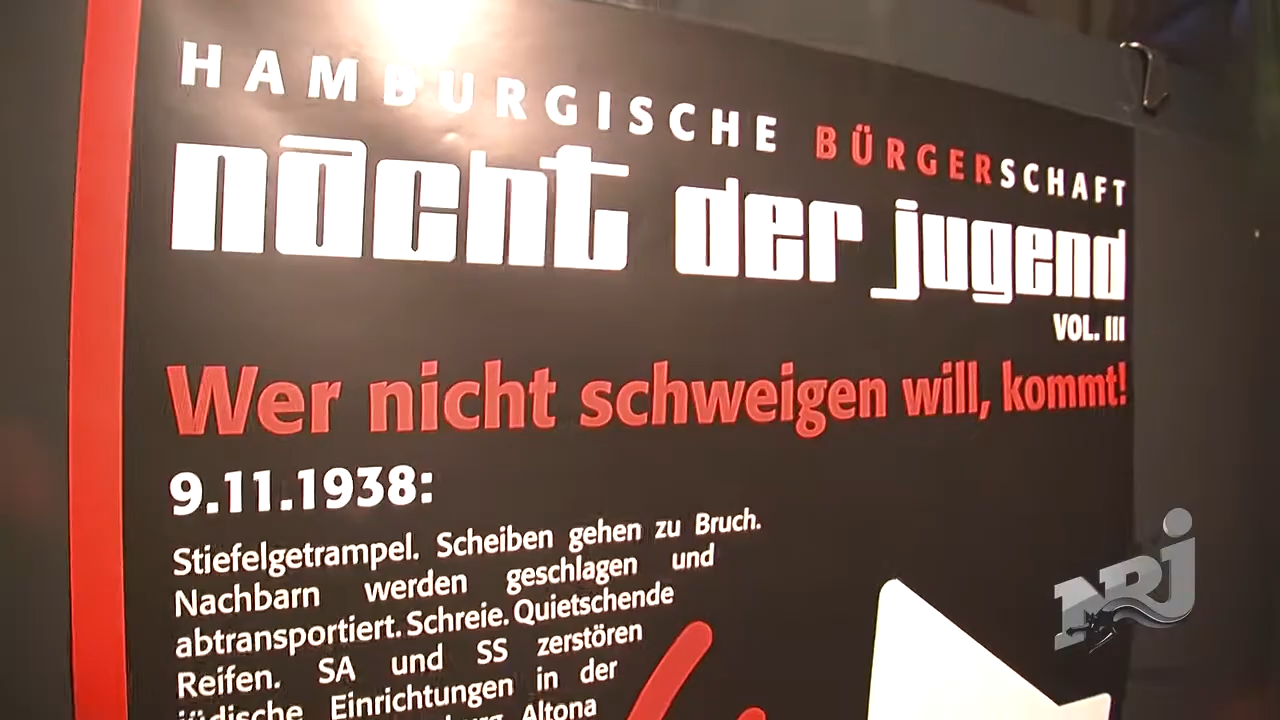 HAMBURGISCHE BÜRGERSCHAFT
nacht der jugend
VOL. III
Wer nicht schweigen will, kommt!
9.11.1938:
Stiefelgetrampel. Scheiben gehen zu Bruch.
Nachbarn werden geschlagen und
abtransportiert. Schreie. Quietschende
Reifen. SA und SS zerstören
jüdische Einrichtungen in der
Altona
NRJ